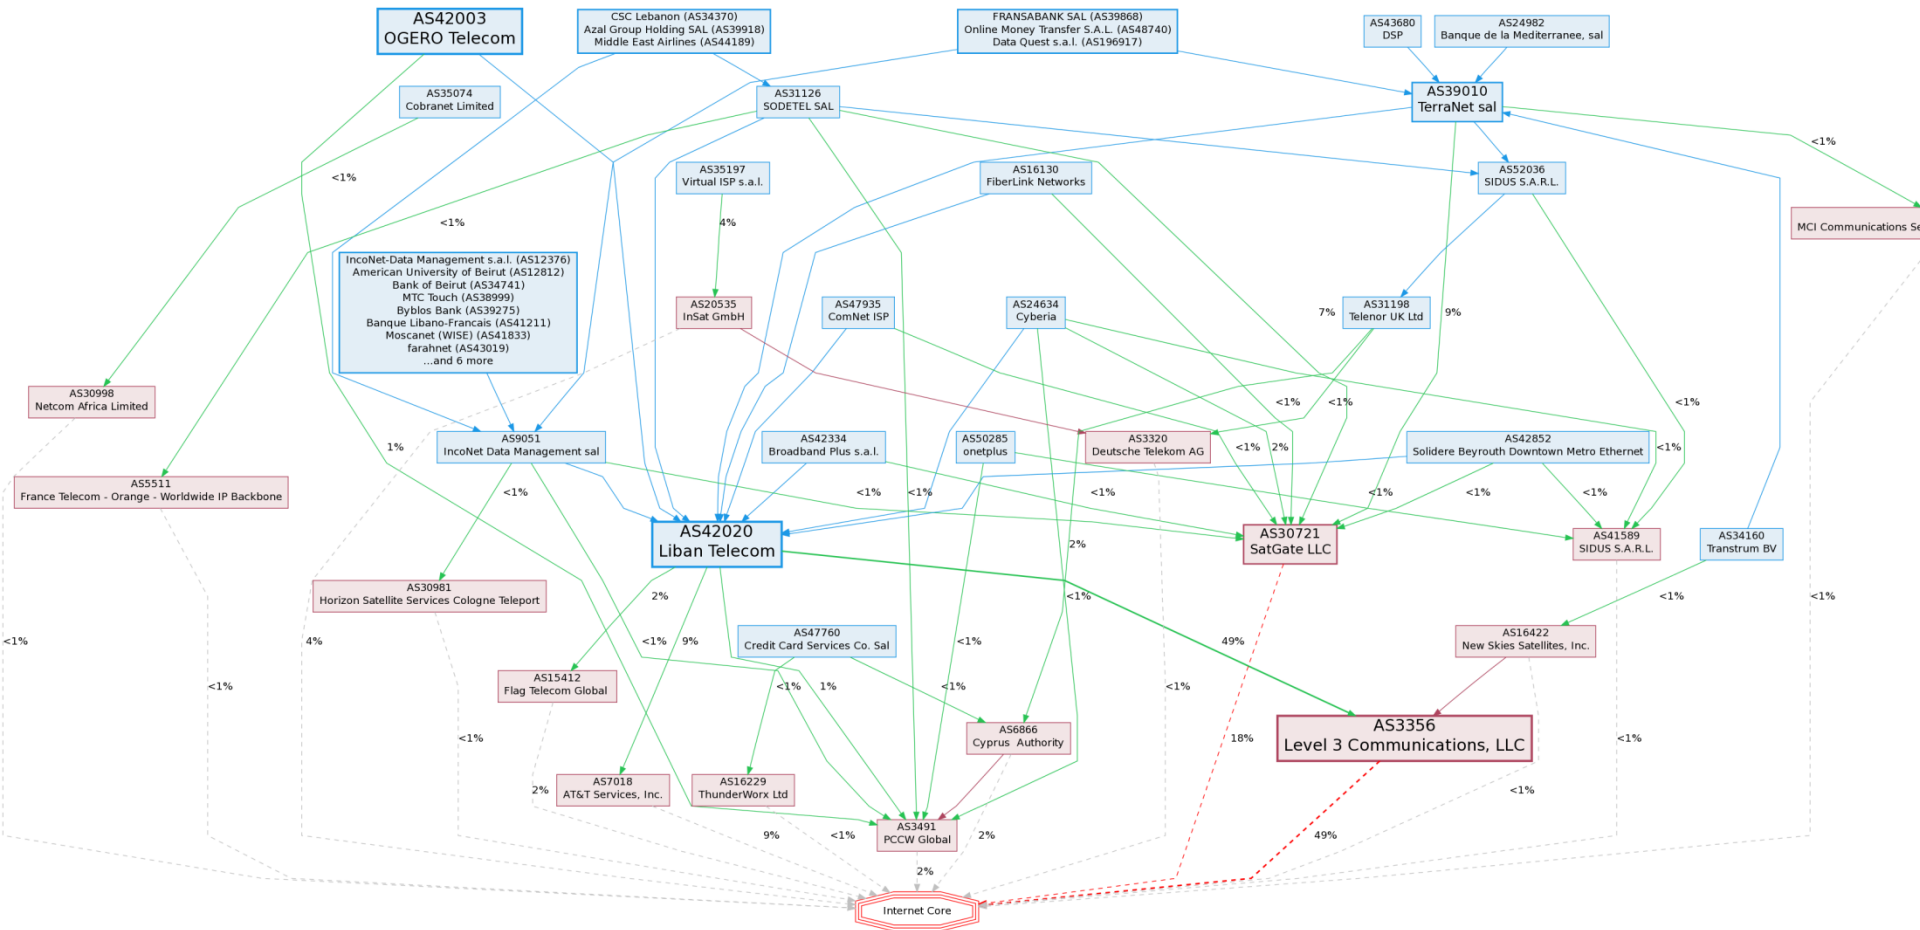 AS42003
OGERO Telecom
CSC Lebanon (AS34370)
Azal Group Holding SAL (AS39918)
Middle East Airlines (AS44189)
FRANSABANK SAL (AS39868)
Online Money Transfer S.A.L. (AS48740)
Data Quest s.a.l. (AS196917)
AS43680
DSP
AS24982
Banque de la Mediterranee, sal
AS35074
Cobranet Limited
AS31126
SODETEL SAL
AS39010
TerraNet sal
<1%
<1%
AS35197
Virtual ISP s.a.l.
AS16130
FiberLink Networks
AS52036
SIDUS S.A.R.L.
<1%
4%
MCI Communications Se
IncoNet-Data Management s.a.l. (AS12376)
American University of Beirut (AS12812)
Bank of Beirut (AS34741)
MTC Touch (AS38999)
Byblos Bank (AS39275)
Banque Libano-Francais (AS41211)
Moscanet (WISE) (AS41833)
farahnet (AS43019)
...and 6 more
AS20535
InSat GmbH
AS47935
ComNet ISP
AS24634
Cyberia
7%
AS31198
Telenor UK Ltd
9%
AS30998
Netcom Africa Limited
<1%
<1%
<1%
1%
AS9051
IncoNet Data Management sal
AS42334
Broadband Plus s.a.l.
AS50285
onetplus
AS3320
Deutsche Telekom AG
<1%
2%
AS42852
Solidere Beyrouth Downtown Metro Ethernet
<1%
AS5511
France Telecom - Orange - Worldwide IP Backbone
<1%
<1%
<1%
<1%
<1%
<1%
<1%
AS42020
Liban Telecom
2%
AS30721
SatGate LLC
AS41589
SIDUS S.A.R.L.
AS34160
Transtrum BV
AS30981
Horizon Satellite Services Cologne Teleport
2%
<1%
<1%
<1%
<1%
4%
<1%
9%
AS47760
Credit Card Services Co. Sal
<1%
49%
AS16422
New Skies Satellites, Inc.
<1%
AS15412
Flag Telecom Global
<1%
1%
<1%
<1%
<1%
AS6866
Cyprus  Authority
18%
AS3356
Level 3 Communications, LLC
<1%
2%
AS7018
AT&T Services, Inc.
AS16229
ThunderWorx Ltd
<1%
9%
<1%
AS3491
PCCW Global
2%
49%
2%
Internet Core